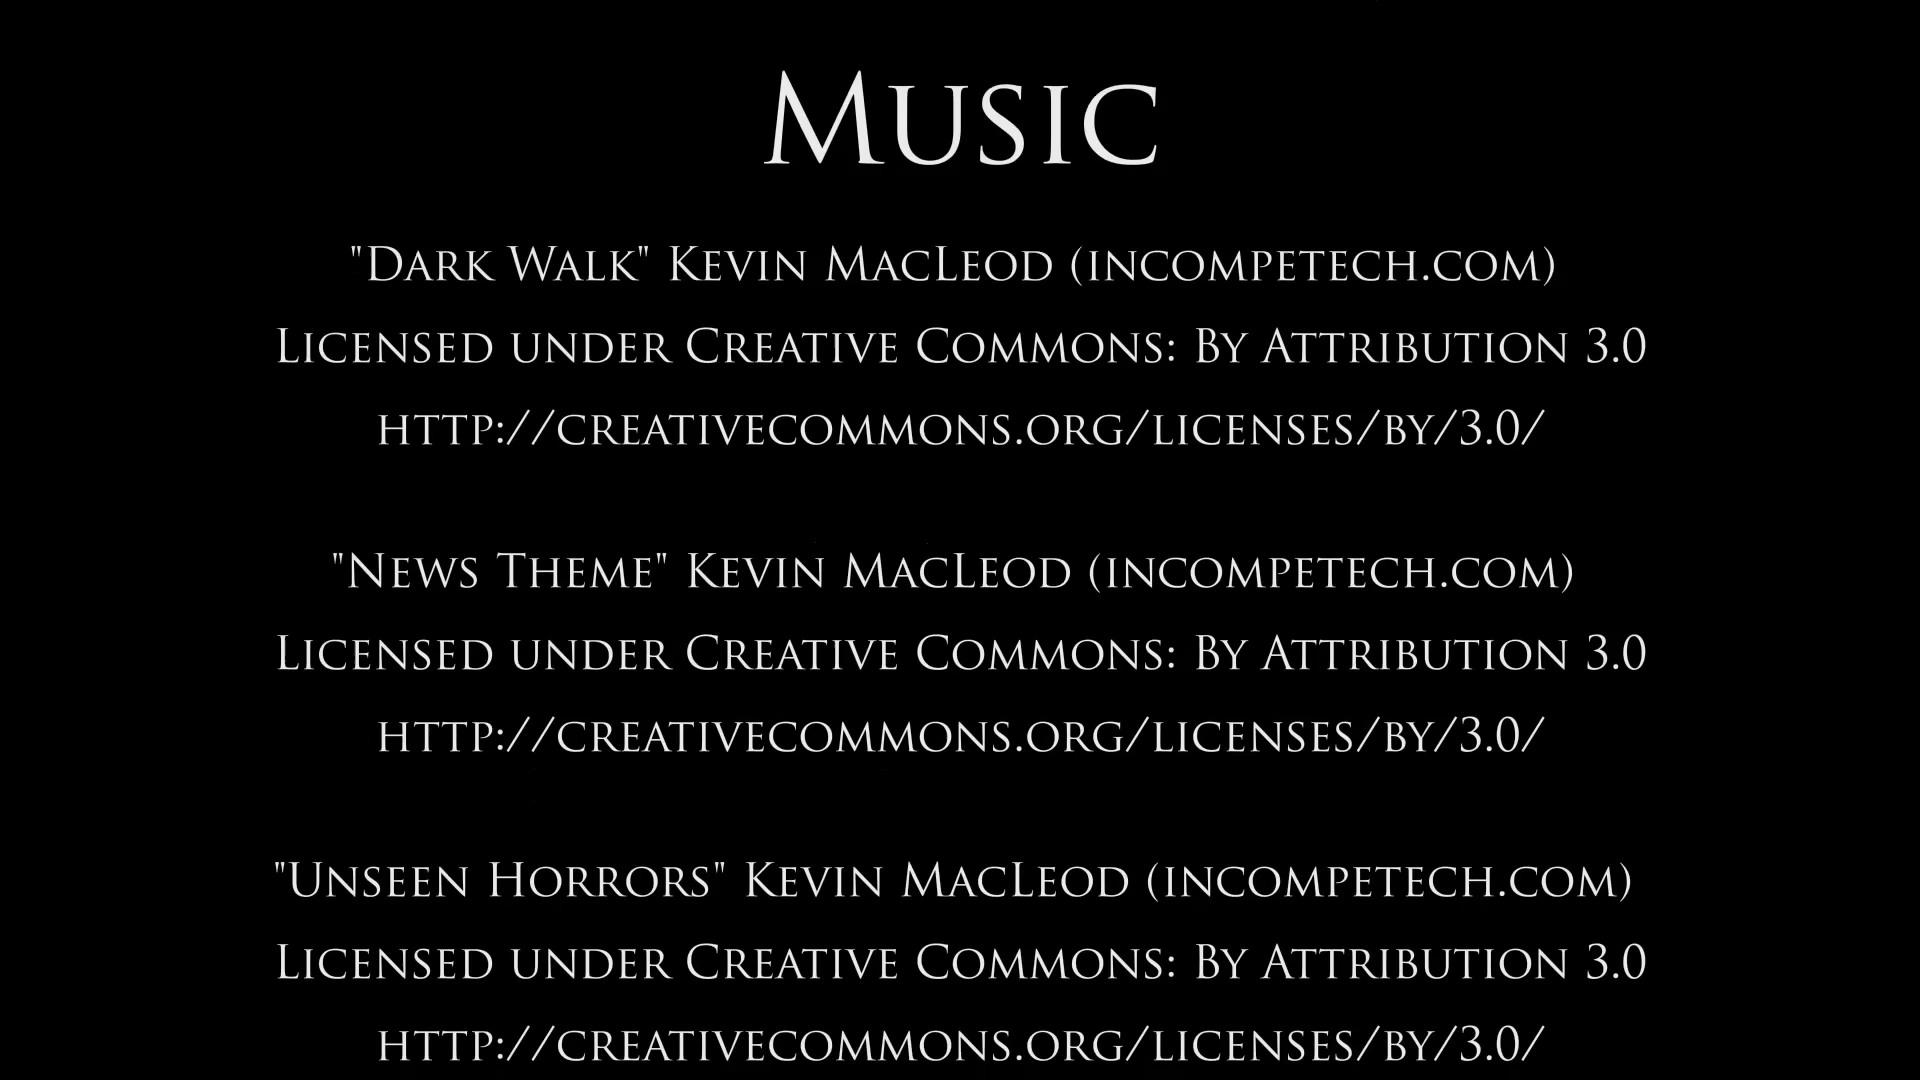 Music
"Dark Walk" Kevin MacLeod (incompetech.com)
Licensed under Creative Commons: By Attribution 3.0
http://creativecommons.org/licenses/by/3.0/
"News Theme" Kevin MacLeod (incompetech.com)
Licensed under Creative Commons: By Attribution 3.0
http://creativecommons.org/licenses/by/3.0/
"Unseen Horrors" Kevin MacLeod (incompetech.com)
Licensed under Creative Commons: By Attribution 3.0
http://creativecommons.org/licenses/by/3.0/